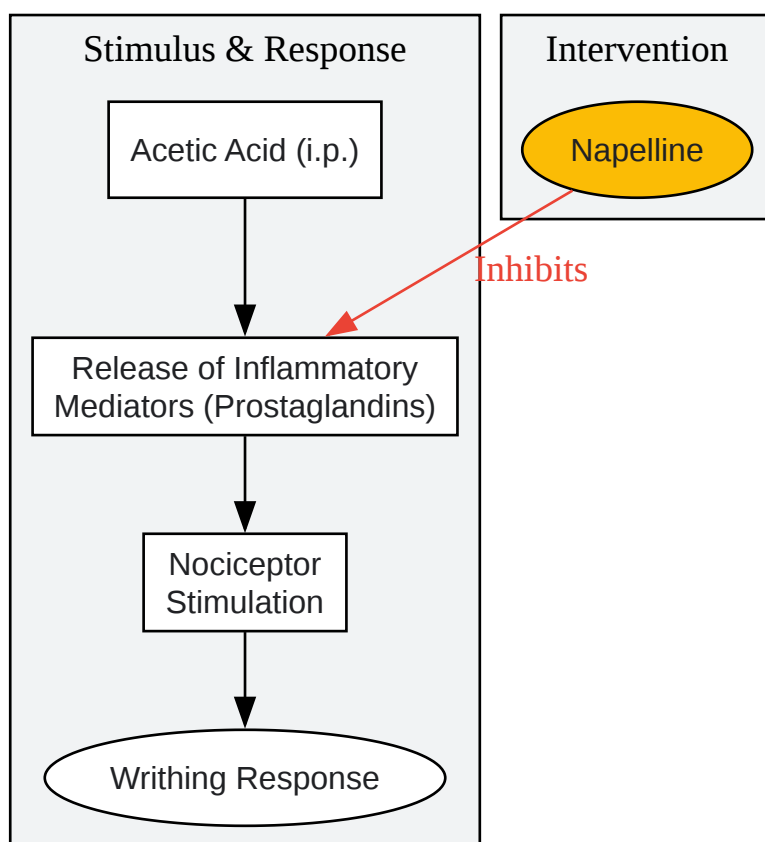 Stimulus & Response
Acetic Acid (i.p.)
Release of Inflammatory
Mediators (Prostaglandins)
Nociceptor
Stimulation
Writhing Response
Intervention
Napelline
Inhibits